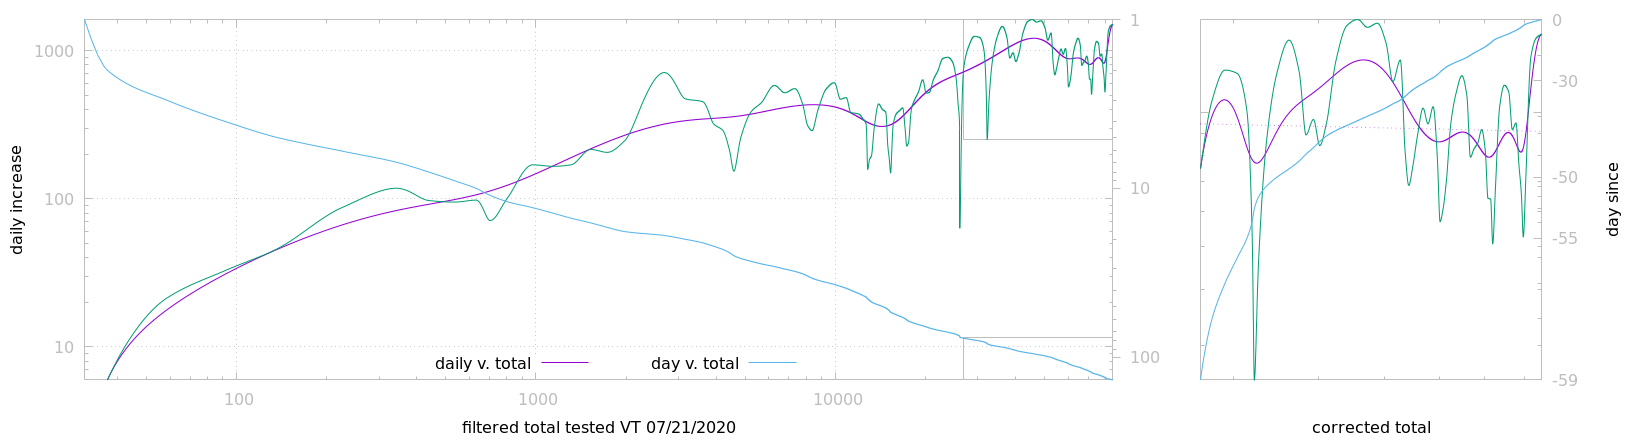 daily increase
1000
100
10
100
1000
10000
filtered total tested VT 07/21/2020
daily v. total
day v. total
1
10
100
0
-30
-50
-55
-59
day since
corrected total